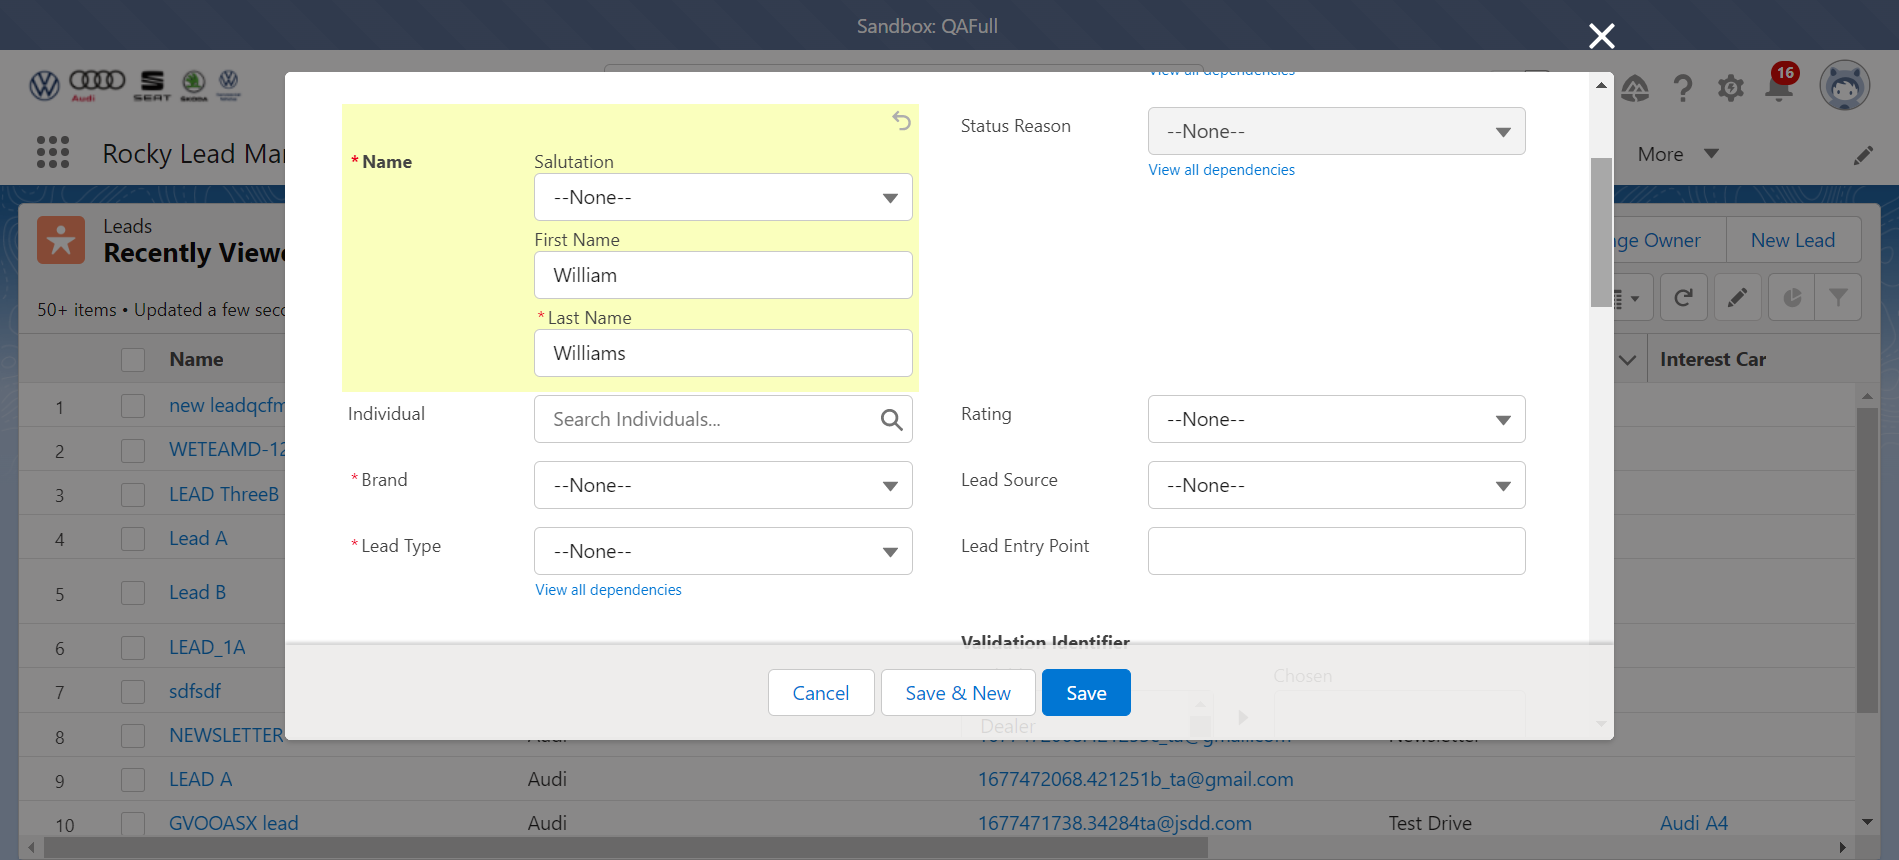 Sandbox: QAFull
Audi
SEAT
ŠKODA
16
Rocky Lead Mar
More
Leads
Recently Viewe
50+ items • Updated a few seco
ge Owner
New Lead
Name
Interest Car
1
new leadqcfm
2
WETEAMD-12
3
LEAD ThreeB
4
Lead A
5
Lead B
6
LEAD_1A
7
sdfsdf
8
NEWSLETTER
Audi
Newsletter
9
LEAD A
Audi
1677472068.421251b_ta@gmail.com
10
GVOOASX lead
Audi
1677471738.34284ta@jsdd.com
Test Drive
Audi A4
View all dependencies
*Name
Salutation
--None--
First Name
William
*Last Name
Williams
Status Reason
--None--
View all dependencies
Individual
Search Individuals...
Rating
--None--
*Brand
--None--
Lead Source
--None--
*Lead Type
--None--
View all dependencies
Lead Entry Point
Validation Identifier
Chosen
Dealer
Cancel
Save & New
Save